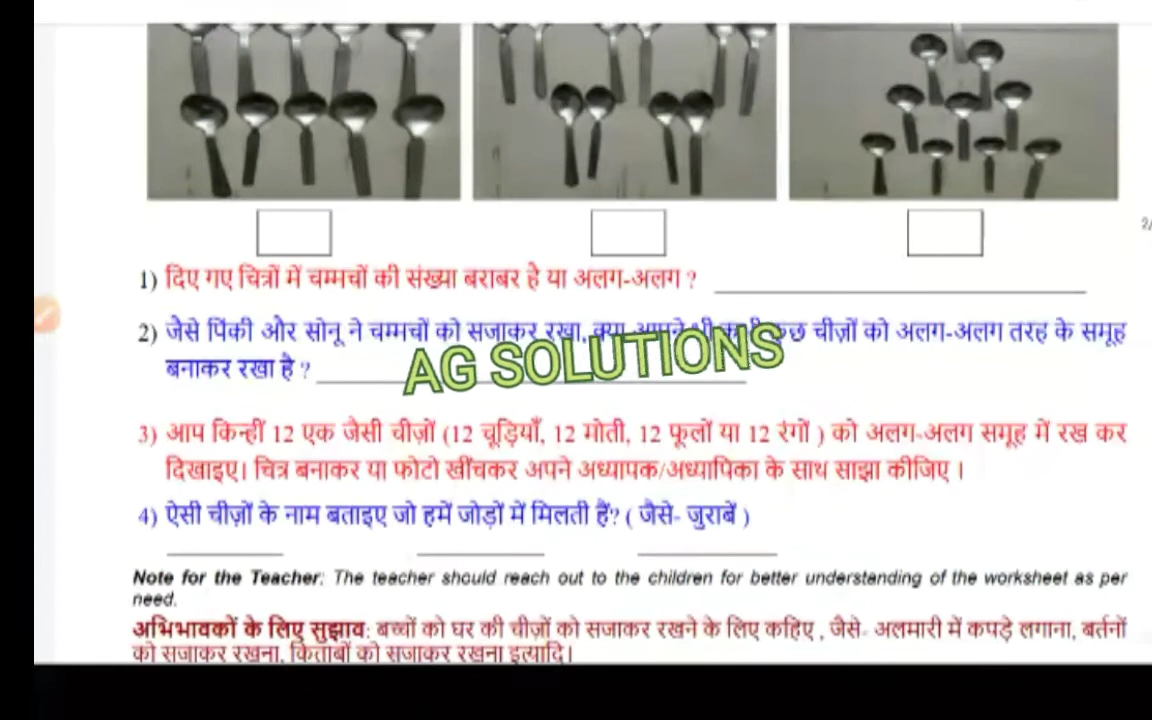 1) दिए गए चित्रों में चम्मचों की संख्या बराबर है या अलग-अलग ?
2) जैसे पिंकी और सोनू ने चम्मचों को सजाकर रखा, क्या आपने भी कभी कुछ चीज़ों को अलग-अलग तरह के समूह
बनाकर रखा है ?
AG SOLUTIONS
3) आप किन्हीं 12 एक जैसी चीज़ों (12 चूड़ियाँ, 12 मोती, 12 फूलों या 12 रंगों ) को अलग-अलग समूह में रख कर
दिखाइए। चित्र बनाकर या फोटो खींचकर अपने अध्यापक/अध्यापिका के साथ साझा कीजिए ।
4) ऐसी चीज़ों के नाम बताइए जो हमें जोड़ों में मिलती हैं? ( जैसे- जुराबें )
Note for the Teacher: The teacher should reach out to the children for better understanding of the worksheet as per
need.
अभिभावकों के लिए सुझाव: बच्चों को घर की चीज़ों को सजाकर रखने के लिए कहिए , जैसे- अलमारी में कपड़े लगाना, बर्तनों
को सजाकर रखना, किताबों को सजाकर रखना इत्यादि।